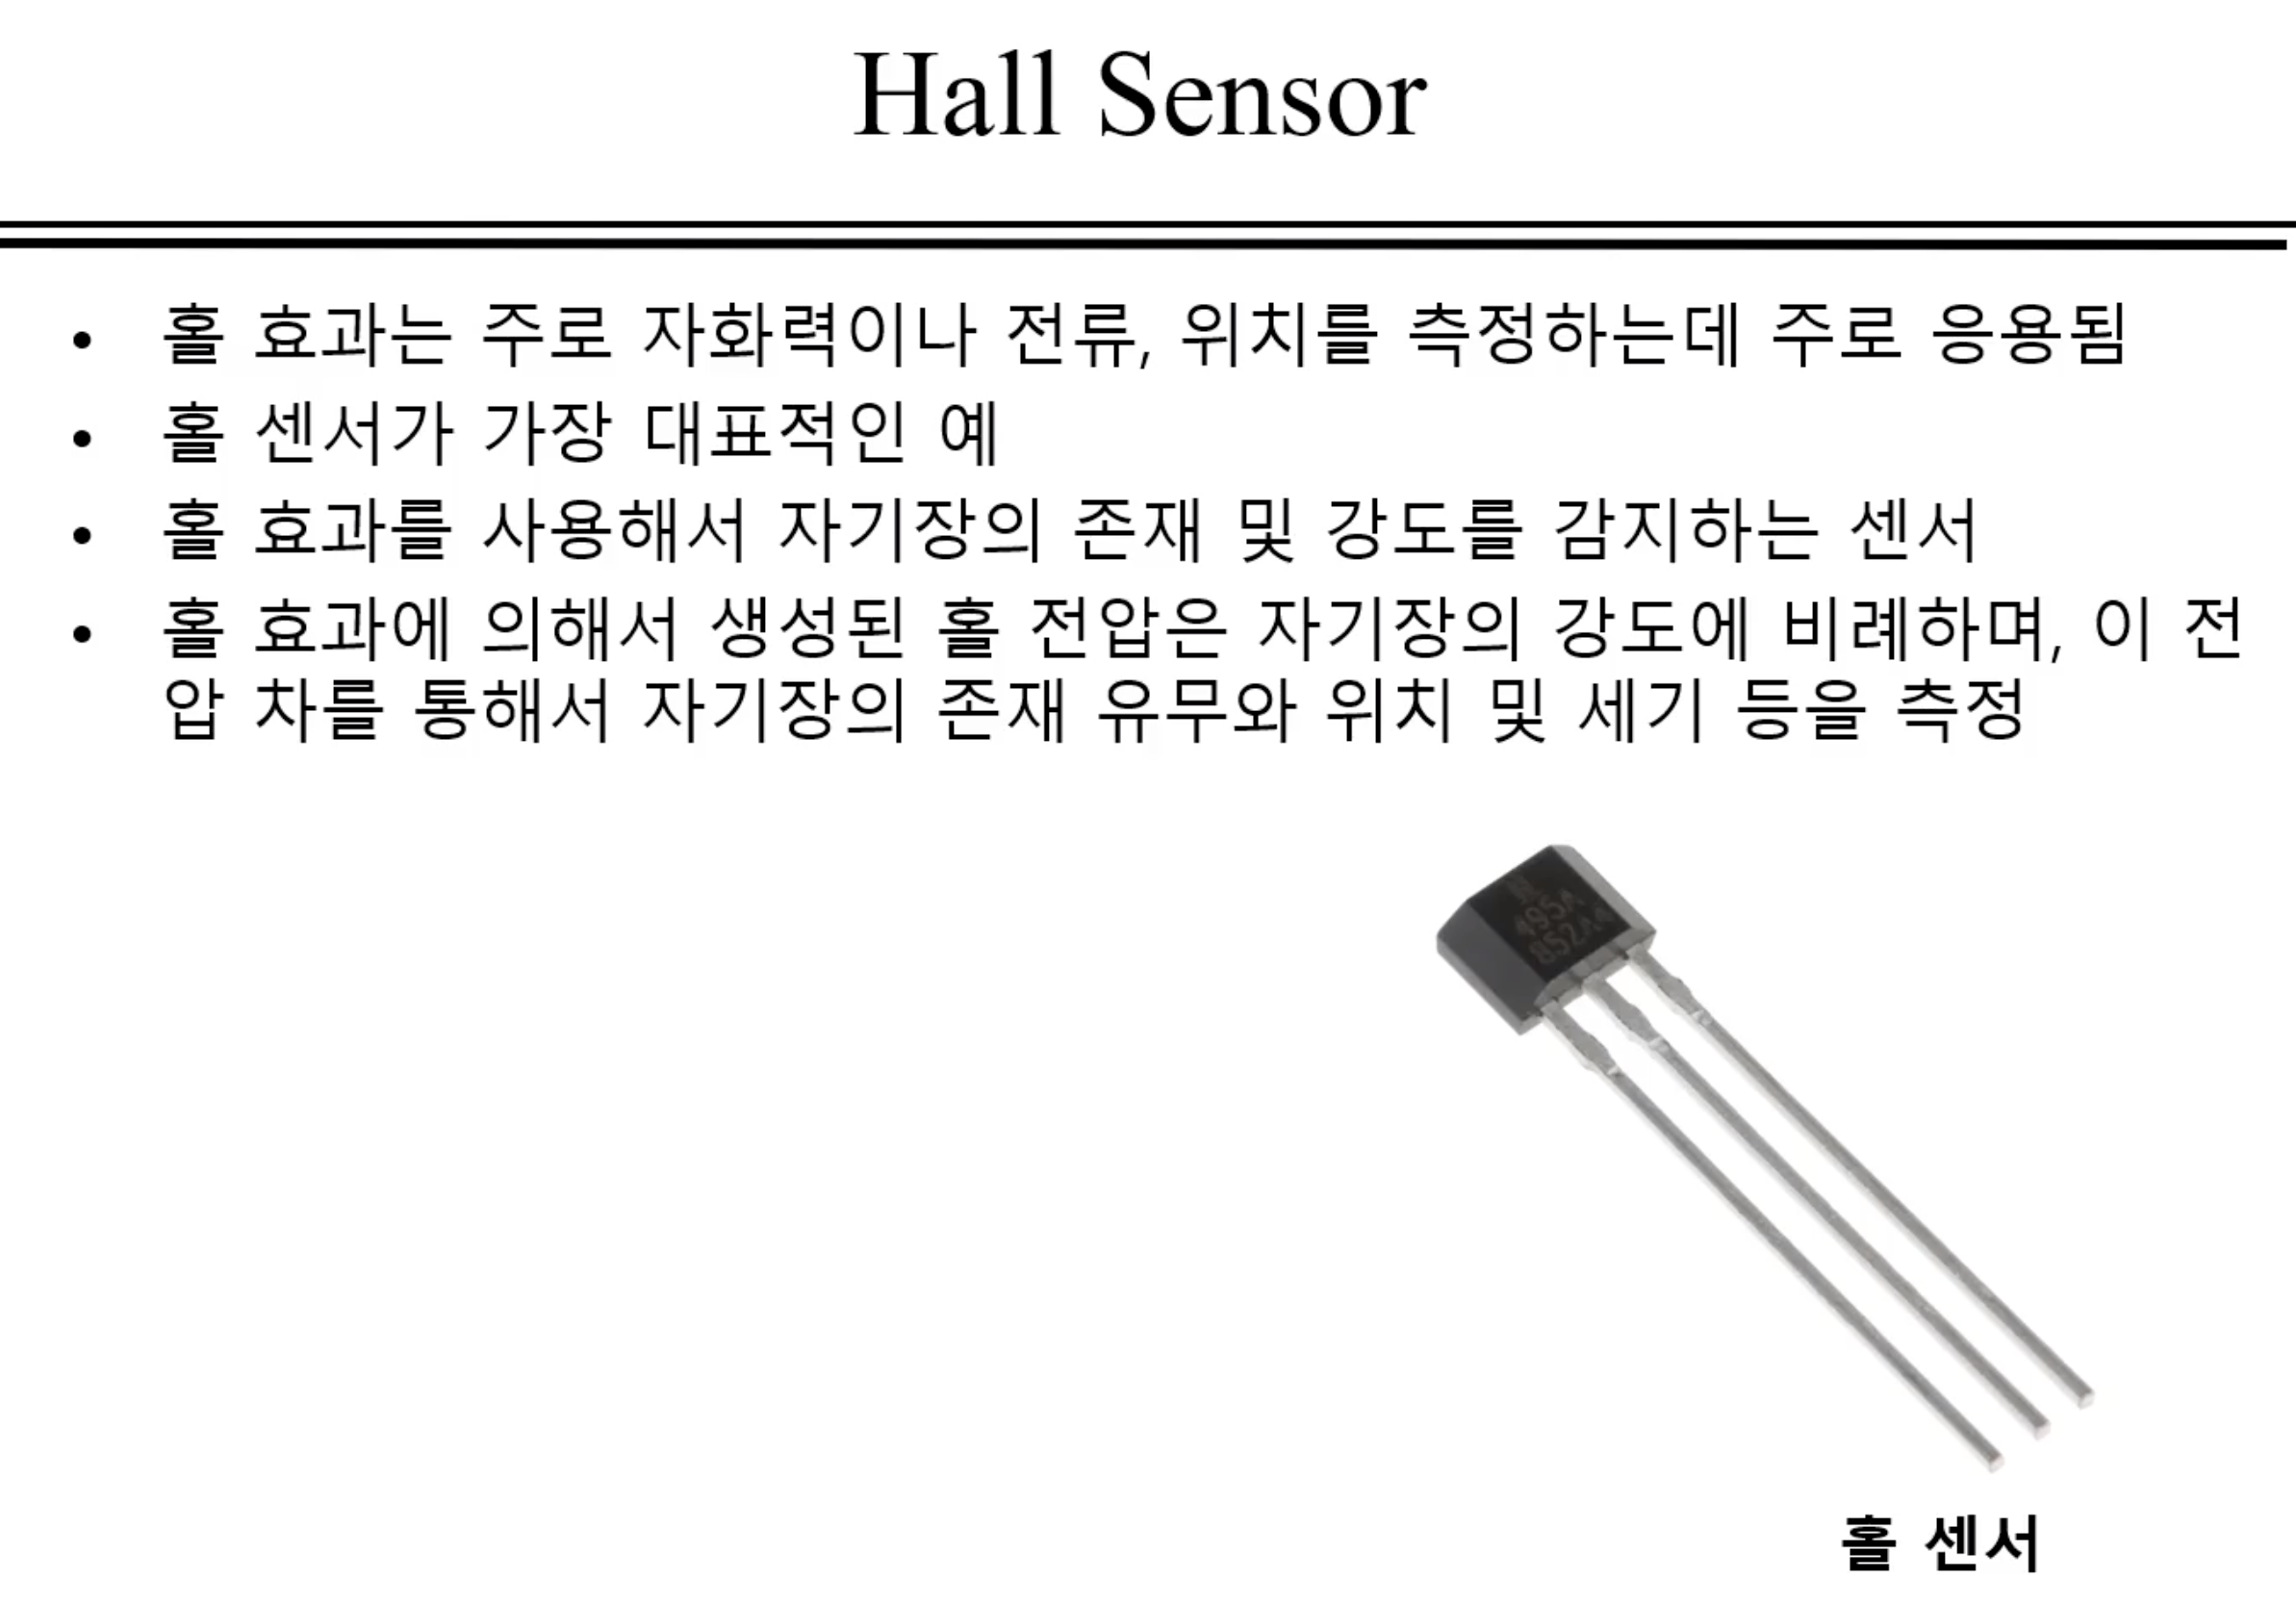 Hall Sensor
• 홀 효과는 주로 자화력이나 전류, 위치를 측정하는데 주로 응용됨
• 홀 센서가 가장 대표적인 예
• 홀 효과를 사용해서 자기장의 존재 및 강도를 감지하는 센서
• 홀 효과에 의해서 생성된 홀 전압은 자기장의 강도에 비례하며, 이 전
압 차를 통해서 자기장의 존재 유무와 위치 및 세기 등을 측정
495A
홀 센서